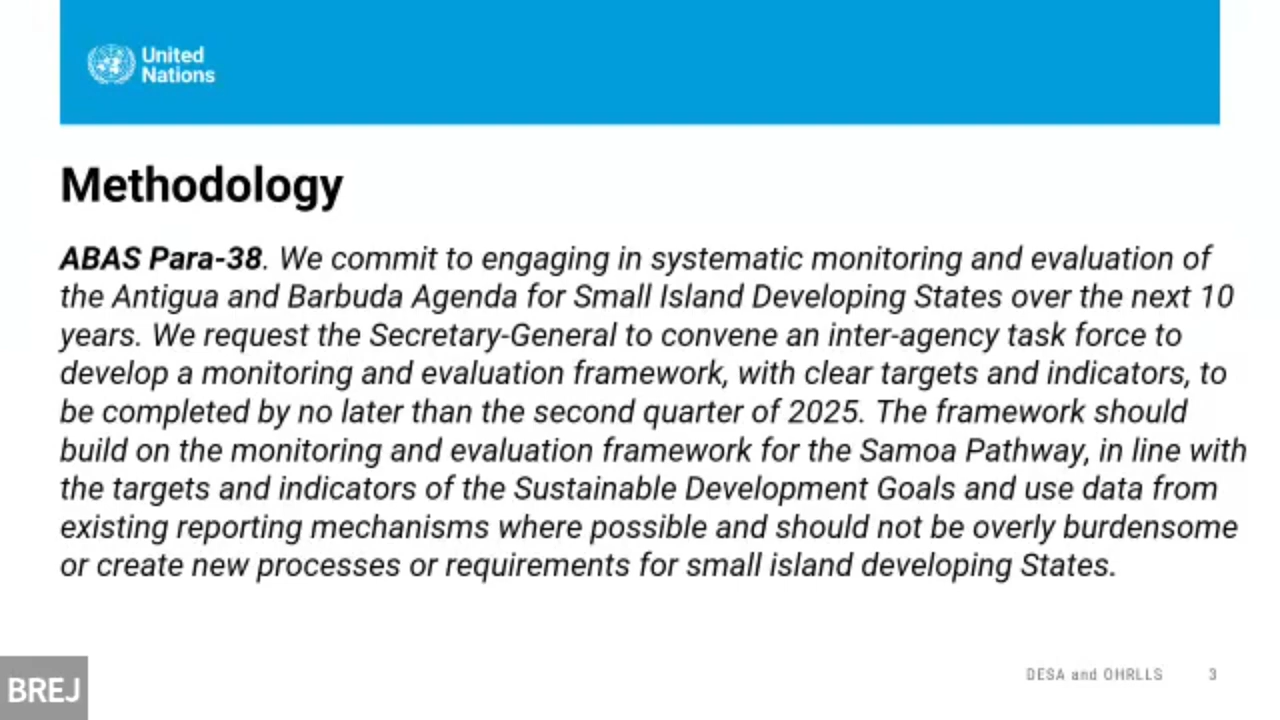 United
Nations
Methodology
ABAS Para-38. We commit to engaging in systematic monitoring and evaluation of
the Antigua and Barbuda Agenda for Small Island Developing States over the next 10
years. We request the Secretary-General to convene an inter-agency task force to
develop a monitoring and evaluation framework, with clear targets and indicators, to
be completed by no later than the second quarter of 2025. The framework should
build on the monitoring and evaluation framework for the Samoa Pathway, in line with
the targets and indicators of the Sustainable Development Goals and use data from
existing reporting mechanisms where possible and should not be overly burdensome
or create new processes or requirements for small island developing States.
DESA and OHRLLS 3
BREJ